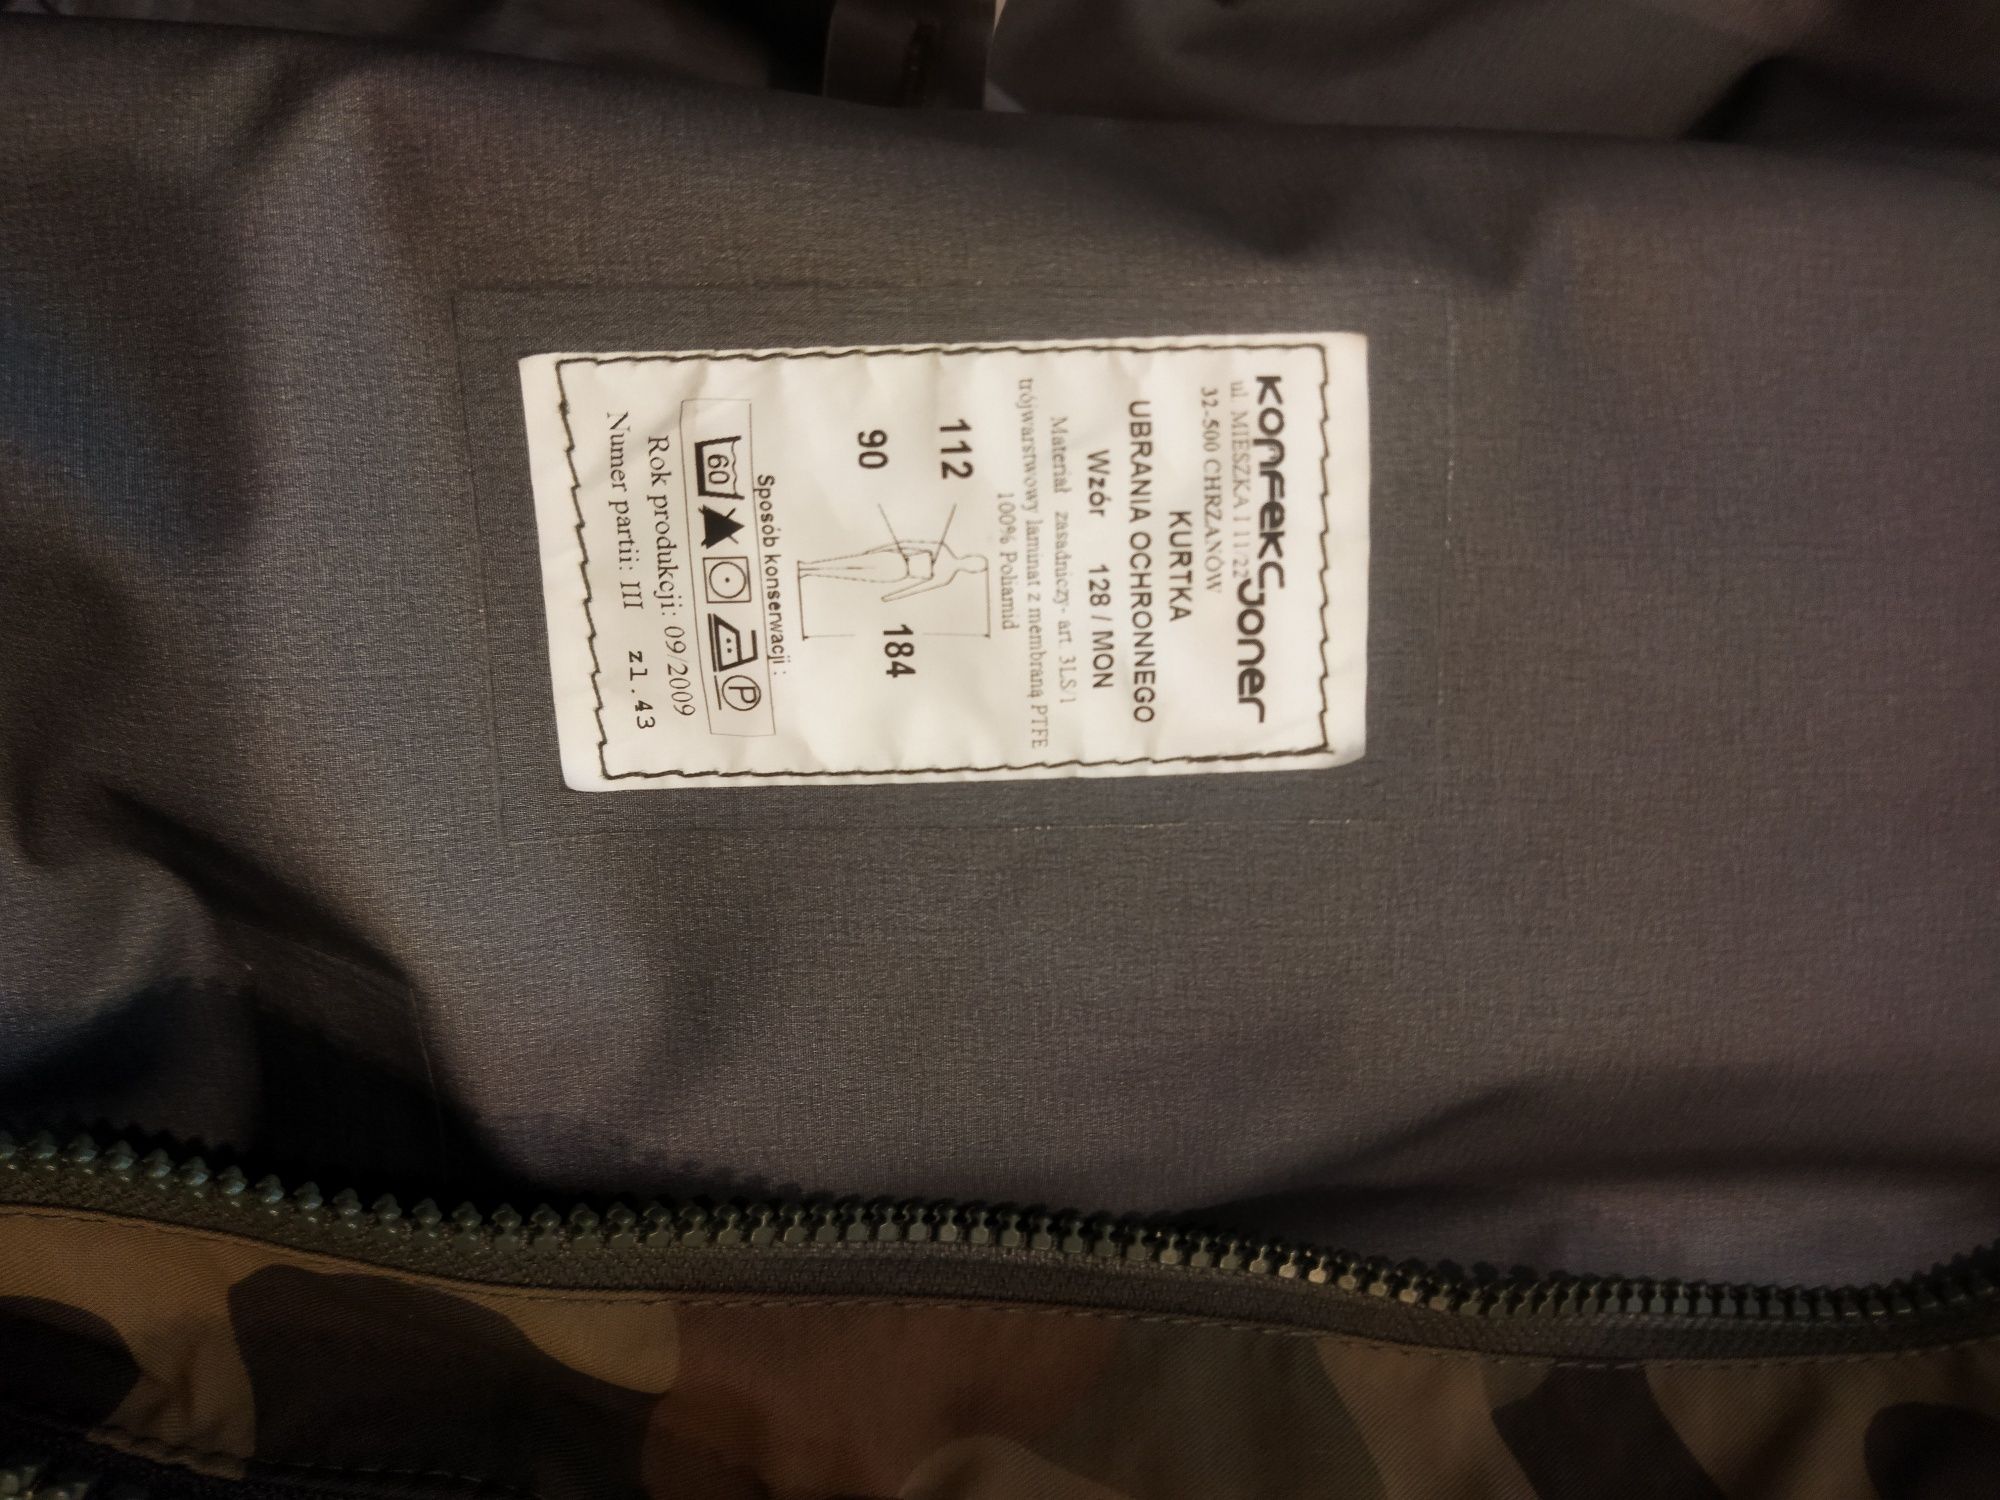 Konfekcjoner
ul. MIESZKA I 11/22
32-500 CHRZANÓW
KURTKA
UBRANIA OCHRONNEGO
Wzór 128 / MON
Materiał zasadniczy- art. 3LS/1
trójwarstwowy laminat z membraną PTFE
100% Poliamid
112
184
90
Sposób konserwacji :
60 P
Rok produkcji: 09/2009
Numer partii: III zl.43